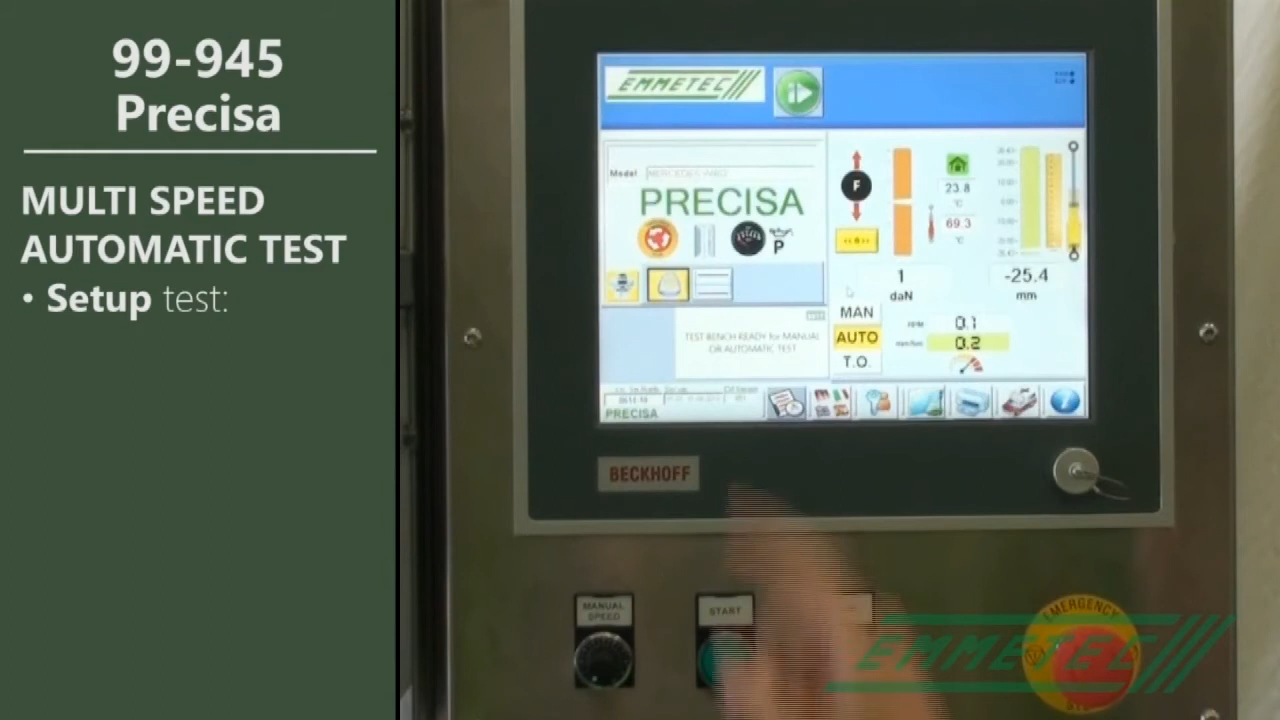 99-945
Precisa
MULTI SPEED
AUTOMATIC TEST
• Setup test:
EMMETEC
Model
PRECISA
P
F
23.8
°C
69.3
°C
1
daN
-25.4
mm
MAN
AUTO
T.O.
0.1
0.2
TEST BENCH READY for MANUAL
OR AUTOMATIC TEST
PRECISA
BECKHOFF
MANUAL
SPEED
START
EMERGENCY
EMMETEC